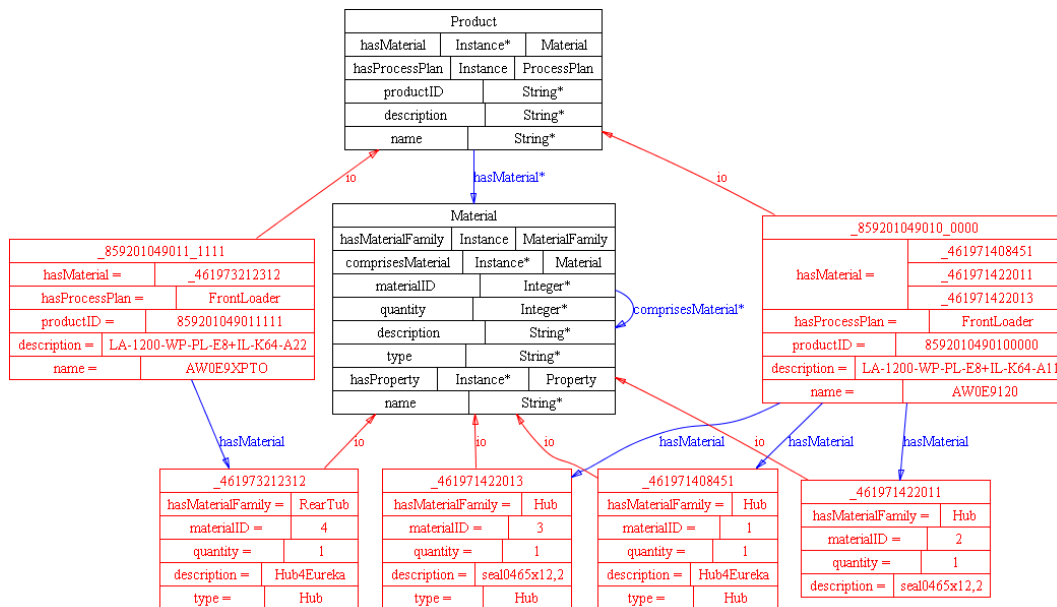 Product
hasMaterial Instance* Material
hasProcessPlan Instance ProcessPlan
productID String*
description String*
name String*
io
hasMaterial*
io
Material
hasMaterialFamily Instance MaterialFamily
comprisesMaterial Instance* Material
materialID Integer*
quantity Integer*
description String*
type String*
hasProperty Instance* Property
name String*
comprisesMaterial*
_859201049011_1111
hasMaterial = _461973212312
hasProcessPlan = FrontLoader
productID = 859201049011111
description = LA-1200-WP-PL-E8+IL-K64-A22
name = AW0E9XPTO
_859201049010_0000
hasMaterial =
_461971408451
_461971422011
_461971422013
hasProcessPlan = FrontLoader
productID = 8592010490100000
description = LA-1200-WP-PL-E8+IL-K64-A11
name = AW0E9120
hasMaterial
io
io
io
hasMaterial
io
hasMaterial
hasMaterial
_461973212312
hasMaterialFamily = RearTub
materialID = 4
quantity = 1
description = Hub4Eureka
type = Hub
_461971422013
hasMaterialFamily = Hub
materialID = 3
quantity = 1
description = seal0465x12,2
type = Hub
_461971408451
hasMaterialFamily = Hub
materialID = 1
quantity = 1
description = Hub4Eureka
type = Hub
_461971422011
hasMaterialFamily = Hub
materialID = 2
quantity = 1
description = seal0465x12,2